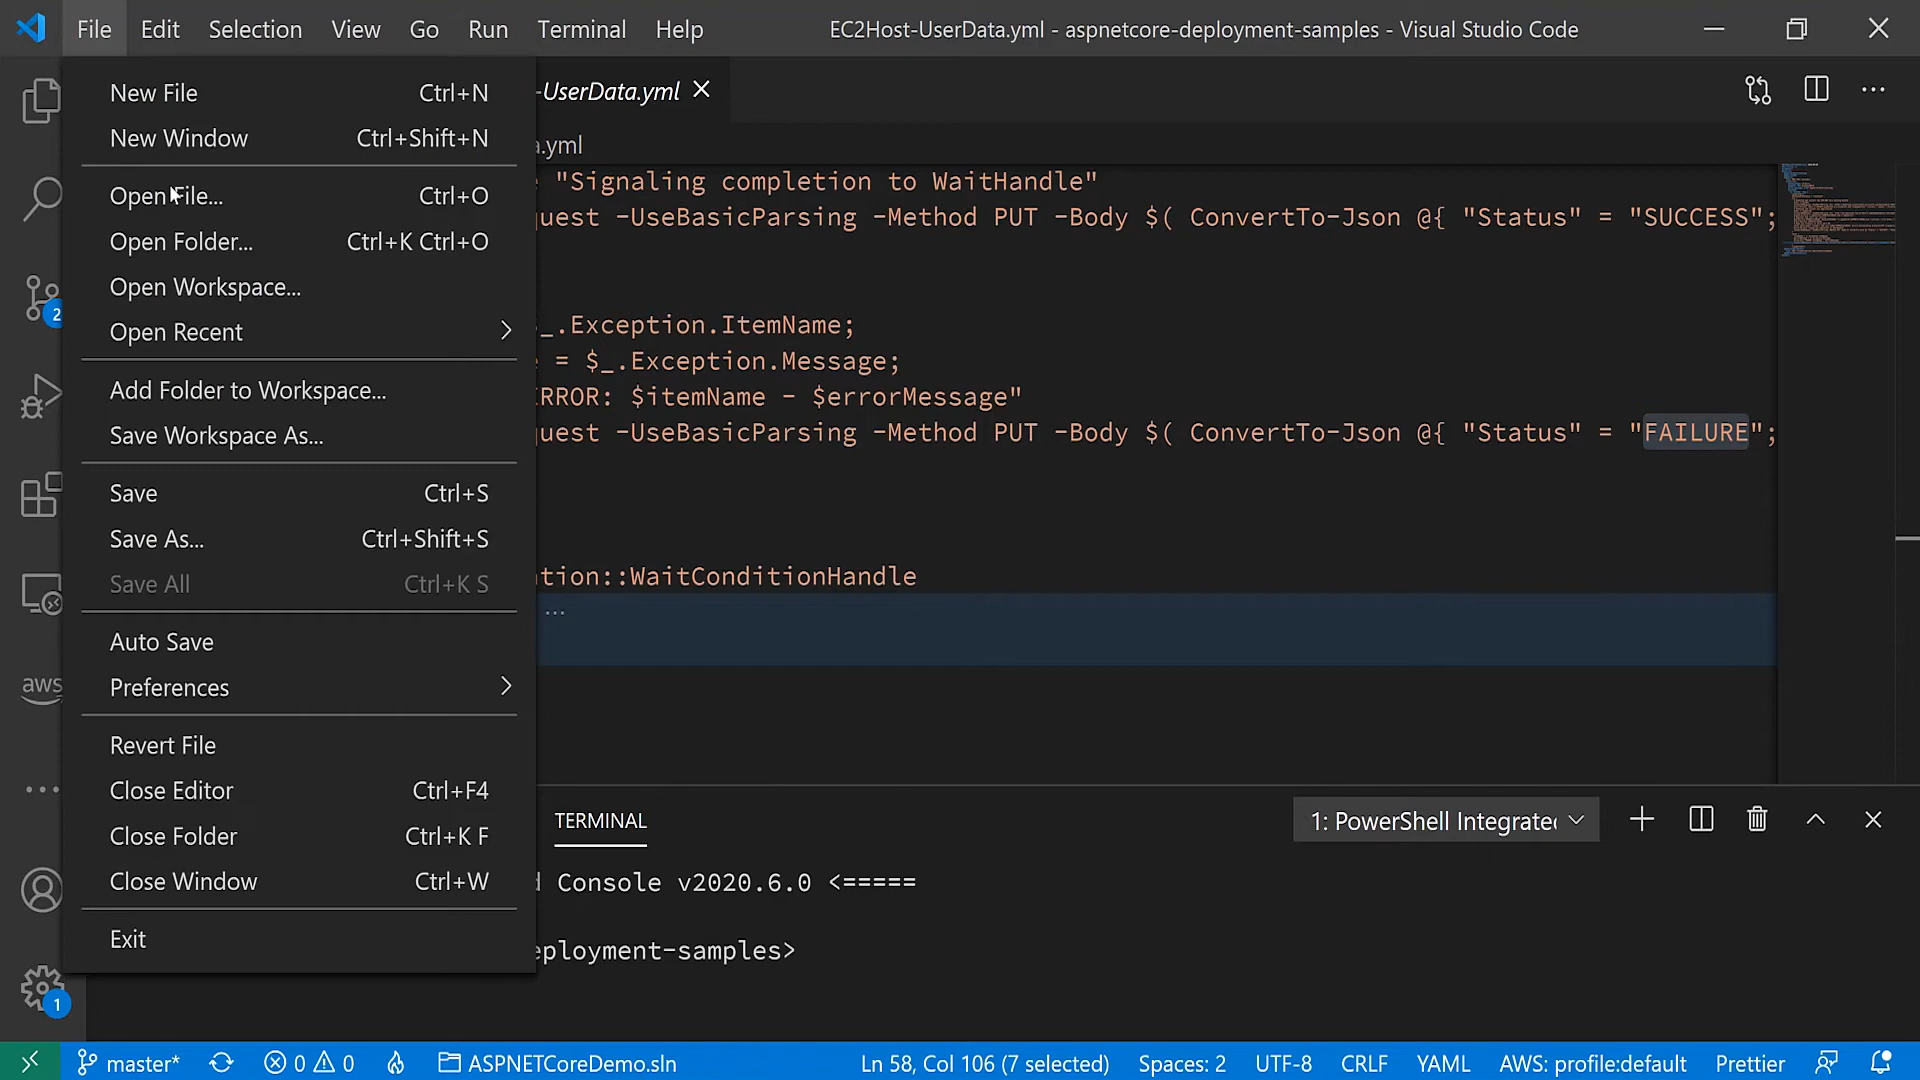 File Edit Selection View Go Run Terminal Help EC2Host-UserData.yml - aspnetcore-deployment-samples - Visual Studio Code
New File Ctrl+N
New Window Ctrl+Shift+N
Open File... Ctrl+O
Open Folder... Ctrl+K Ctrl+O
Open Workspace...
Open Recent
Add Folder to Workspace...
Save Workspace As...
Save Ctrl+S
Save As... Ctrl+Shift+S
Save All Ctrl+K S
Auto Save
Preferences
Revert File
Close Editor Ctrl+F4
Close Folder Ctrl+K F
Close Window Ctrl+W
Exit
2
aws
1
-UserData.yml
a.yml
"Signaling completion to WaitHandle"
quest -UseBasicParsing -Method PUT -Body $( ConvertTo-Json @{ "Status" = "SUCCESS";
_.Exception.ItemName;
= $_.Exception.Message;
RROR: $itemName - $errorMessage"
quest -UseBasicParsing -Method PUT -Body $( ConvertTo-Json @{ "Status" = "FAILURE";
tion::WaitConditionHandle
...
TERMINAL 1: PowerShell Integrated
d Console v2020.6.0 <=====
eployment-samples>
master* 0 0 ASPNETCoreDemo.sln Ln 58, Col 106 (7 selected) Spaces: 2 UTF-8 CRLF YAML AWS: profile:default Prettier